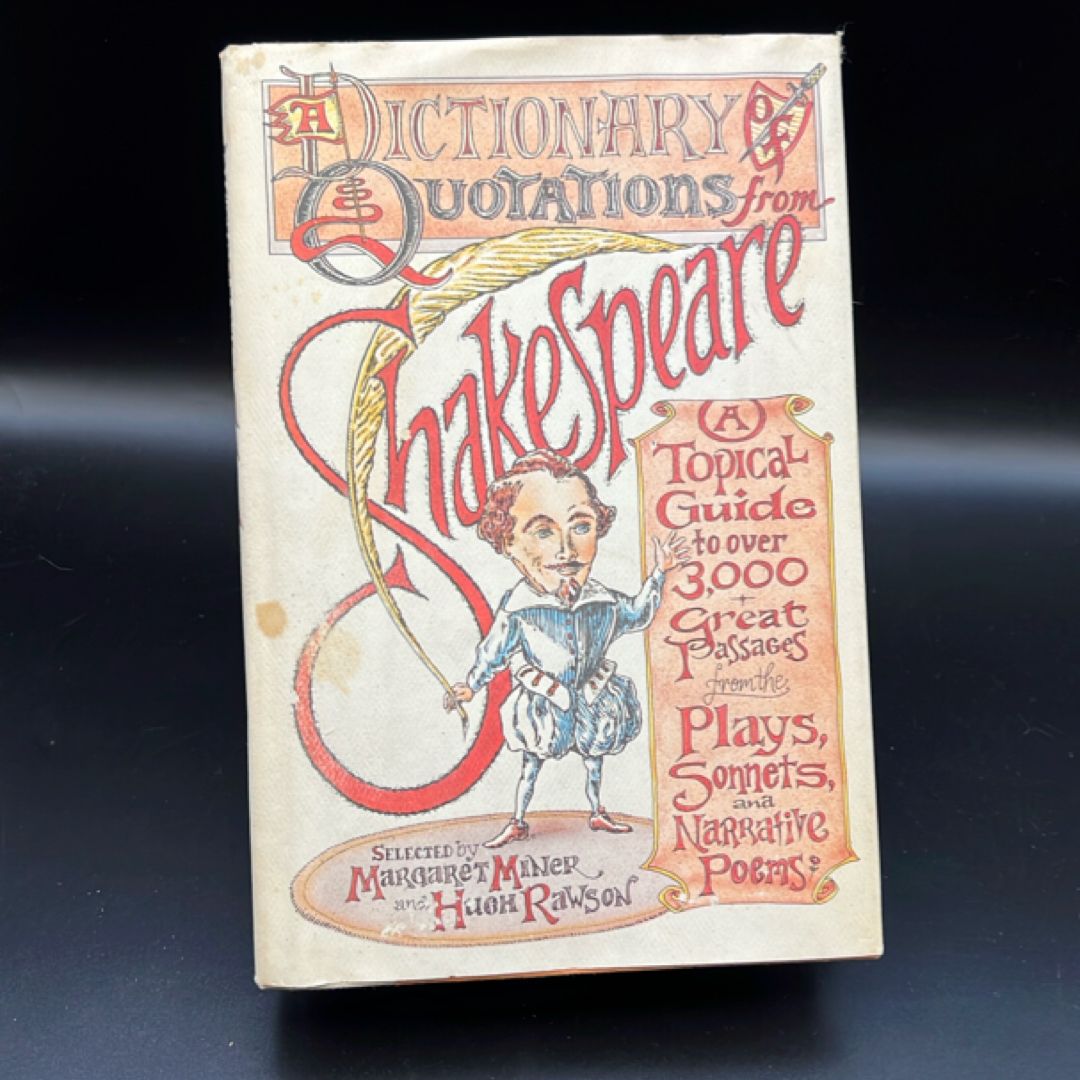 A DICTIONARY OF
QUOTATIONS from
Shakespeare
A
Topical
Guide
to over
3,000
Great
Passages
from the
Plays,
Sonnets,
and
Narrative
Poems
Selected by
Margaret Miner
and Hugh Rawson